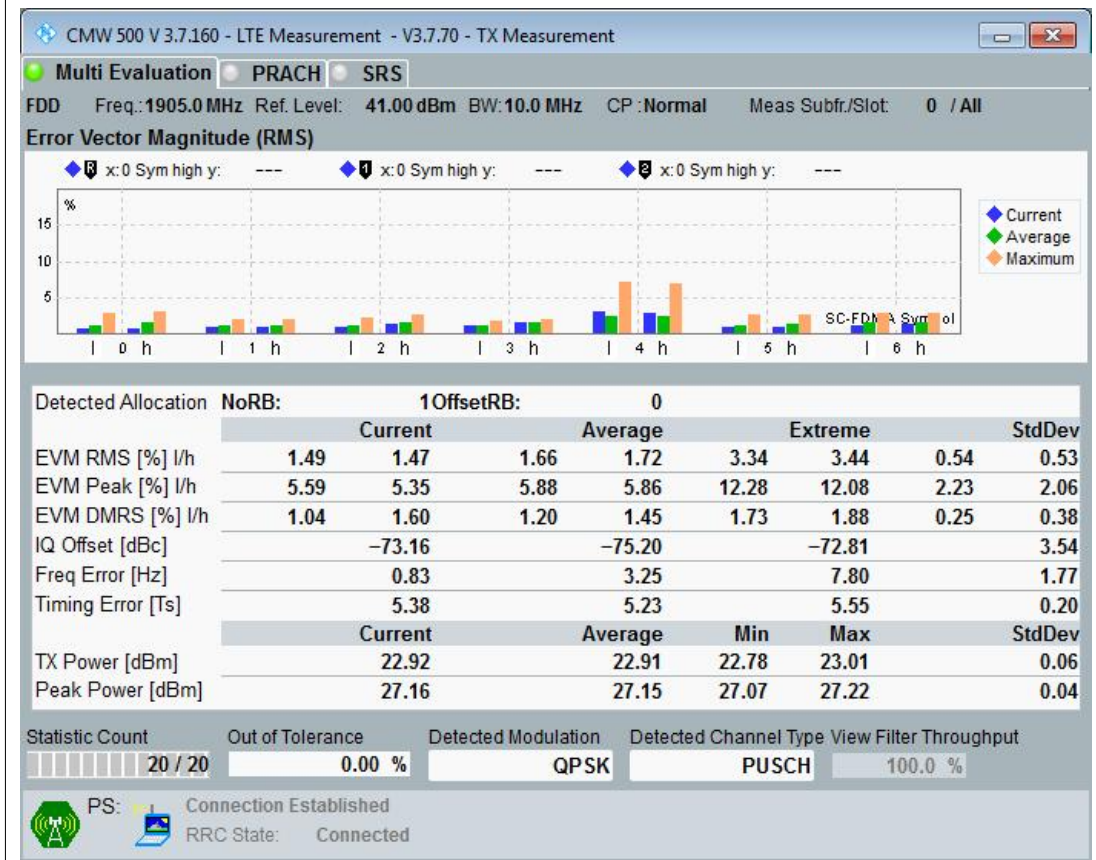 CMW 500 V 3.7.160 - LTE Measurement - V3.7.70 - TX Measurement
Multi Evaluation PRACH SRS
FDD Freq.: 1905.0 MHz Ref. Level: 41.00 dBm BW: 10.0 MHz CP : Normal Meas Subfr./Slot: 0 / All
Error Vector Magnitude (RMS)
R x: 0 Sym high y: --- 1 x: 0 Sym high y: --- 2 x: 0 Sym high y: ---
%
15
10
5
Current
Average
Maximum
SC-FDMA Symbol
l 0 h l 1 h l 2 h l 3 h l 4 h l 5 h l 6 h
Detected Allocation NoRB: 1 OffsetRB: 0
Current Average Extreme StdDev
EVM RMS [%] l/h 1.49 1.47 1.66 1.72 3.34 3.44 0.54 0.53
EVM Peak [%] l/h 5.59 5.35 5.88 5.86 12.28 12.08 2.23 2.06
EVM DMRS [%] l/h 1.04 1.60 1.20 1.45 1.73 1.88 0.25 0.38
IQ Offset [dBc] −73.16 −75.20 −72.81 3.54
Freq Error [Hz] 0.83 3.25 7.80 1.77
Timing Error [Ts] 5.38 5.23 5.55 0.20
Current Average Min Max StdDev
TX Power [dBm] 22.92 22.91 22.78 23.01 0.06
Peak Power [dBm] 27.16 27.15 27.07 27.22 0.04
Statistic Count Out of Tolerance Detected Modulation Detected Channel Type View Filter Throughput
20 / 20 0.00 % QPSK PUSCH 100.0 %
PS: Connection Established
RRC State: Connected